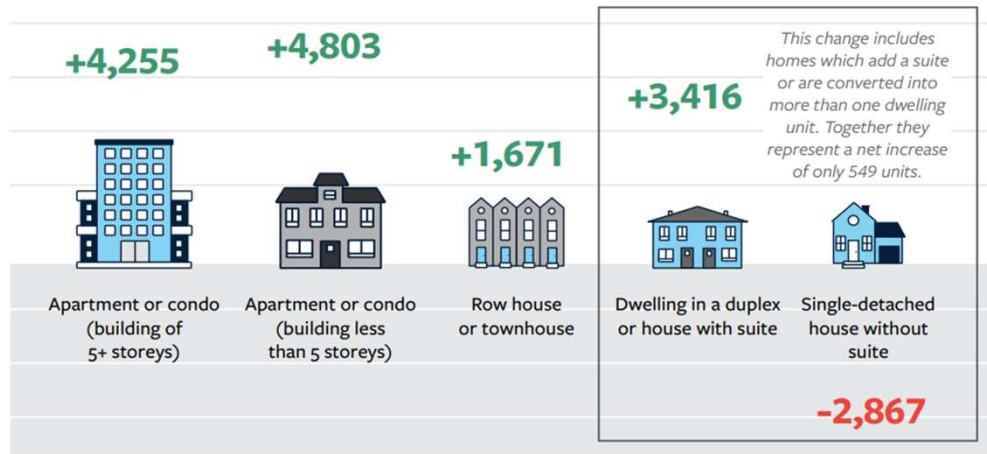 +4,255
+4,803
+1,671
+3,416
This change includes
homes which add a suite
or are converted into
more than one dwelling
unit. Together they
represent a net increase
of only 549 units.
Apartment or condo
(building of
5+ storeys)
Apartment or condo
(building less
than 5 storeys)
Row house
or townhouse
Dwelling in a duplex
or house with suite
Single-detached
house without
suite
-2,867